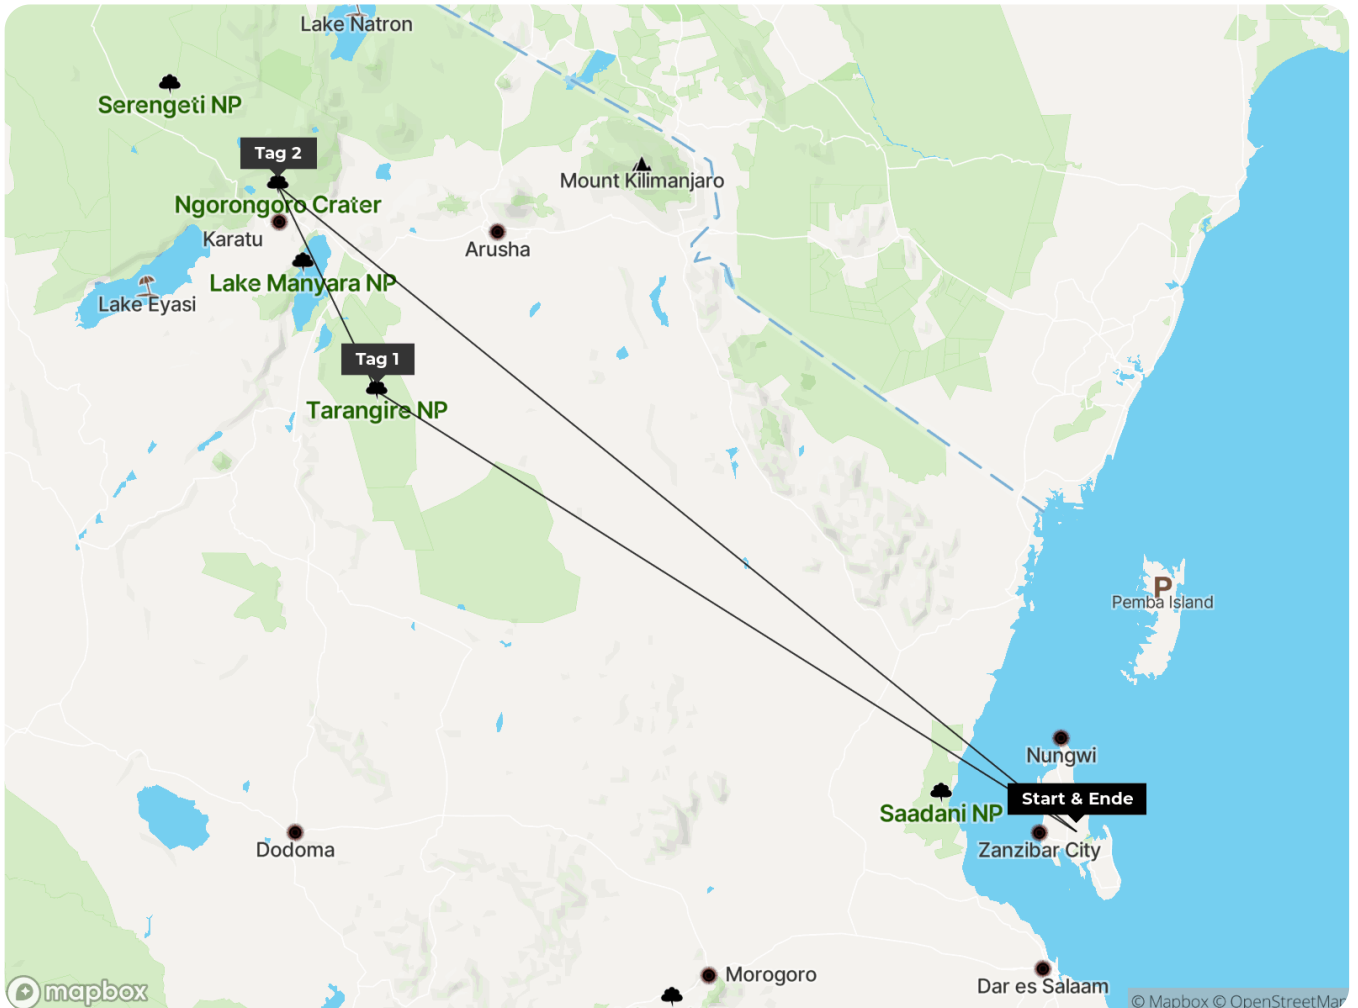 Lake Natron
Serengeti NP
Tag 2
Mount Kilimanjaro
Ngorongoro Crater
Karatu
Arusha
Lake Manyara NP
Lake Eyasi
Tag 1
Tarangire NP
P
Pemba Island
Nungwi
Start & Ende
Saadani NP
Dodoma
Zanzibar City
Morogoro
Dar es Salaam
mapbox
© Mapbox © OpenStreetMap